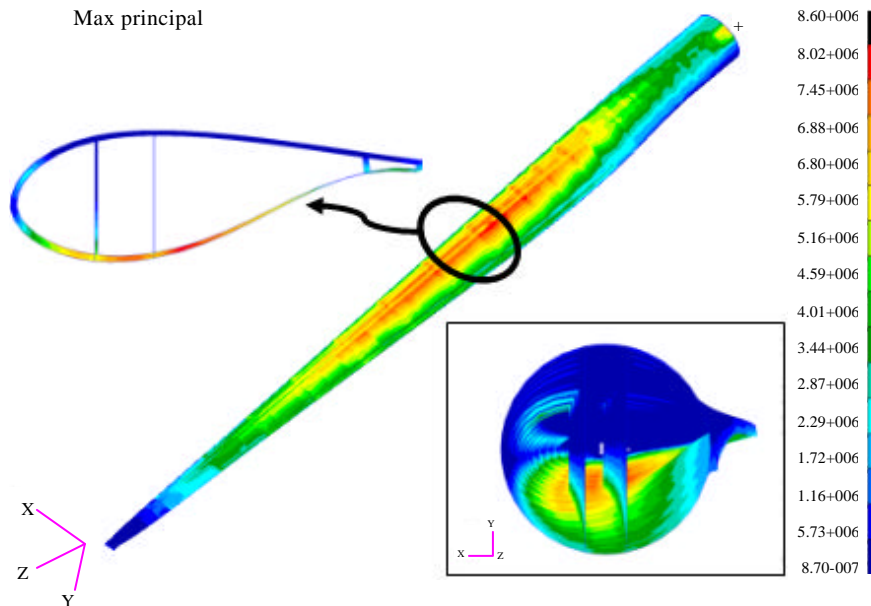 Max principal
+
8.60+006
8.02+006
7.45+006
6.88+006
6.80+006
5.79+006
5.16+006
4.59+006
4.01+006
3.44+006
2.87+006
2.29+006
1.72+006
1.16+006
5.73+006
8.70-007
X
Z
Y
Y
X
Z